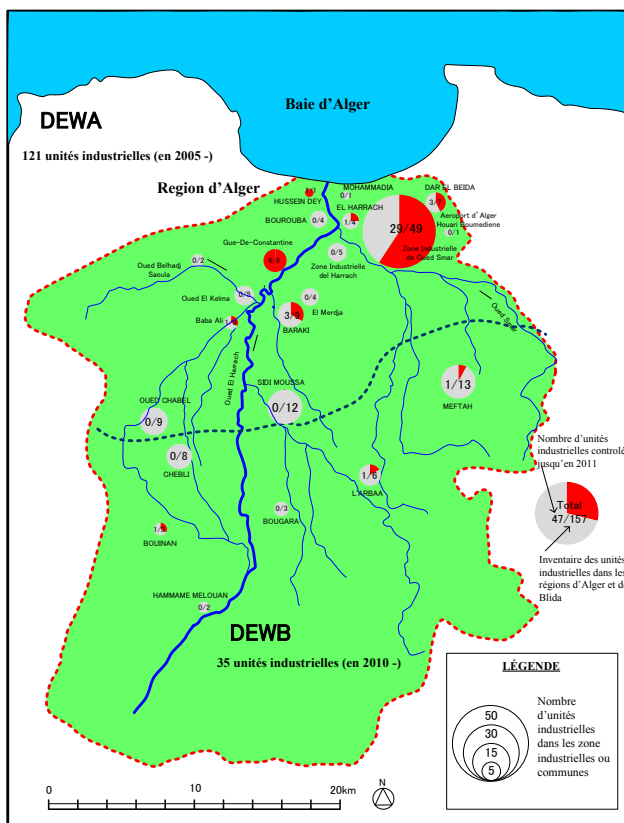 Baie d'Alger
DEWA
121 unités industrielles (en 2005 -)
Region d'Alger
MOHAMMADIA
0/1
DAR EL BEIDA
HUSSEIN DEY
EL HARRACH
1/4
BOUROUBA
0/4
Aeroport d' Alger
Houari Boumediene
0/1
29/49
Zone Industrielle
de Oued Smar
Gue-De-Constantine
0/5
Zone Industrielle
del Harrach
Oued Belhadj
Saoula
0/2
Oued El Kelma
0/5
0/4
El Merdja
Baba Ali
3/9
BARAKI
Oued Smar
Oued El Harrach
SIDI MOUSSA
0/12
1/13
MEFTAH
OUED CHABEL
0/9
0/8
CHEBLI
1/6
L'ARBAA
0/3
BOUGARA
BOUINAN
HAMMAME MELOUAN
0/2
DEWB
35 unités industrielles (en 2010 -)
Nombre d'unités
industrielles contrôlé
jusqu'en 2011
Total
47/157
Inventaire des unités
industrielles dans les
régions d'Alger et de
Blida
LÉGENDE
50
30
15
5
Nombre
d'unités
industrielles
dans les zone
industrielles ou
communes
0 10 20km
N